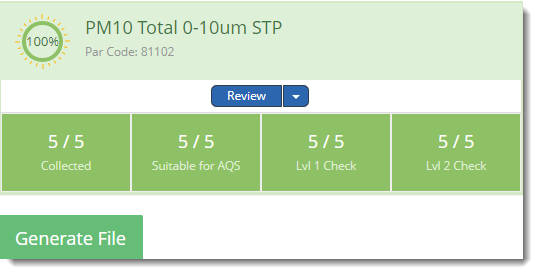 100%
PM10 Total 0-10um STP
Par Code: 81102
Review
5 / 5
Collected
5 / 5
Suitable for AQS
5 / 5
Lvl 1 Check
5 / 5
Lvl 2 Check
Generate File